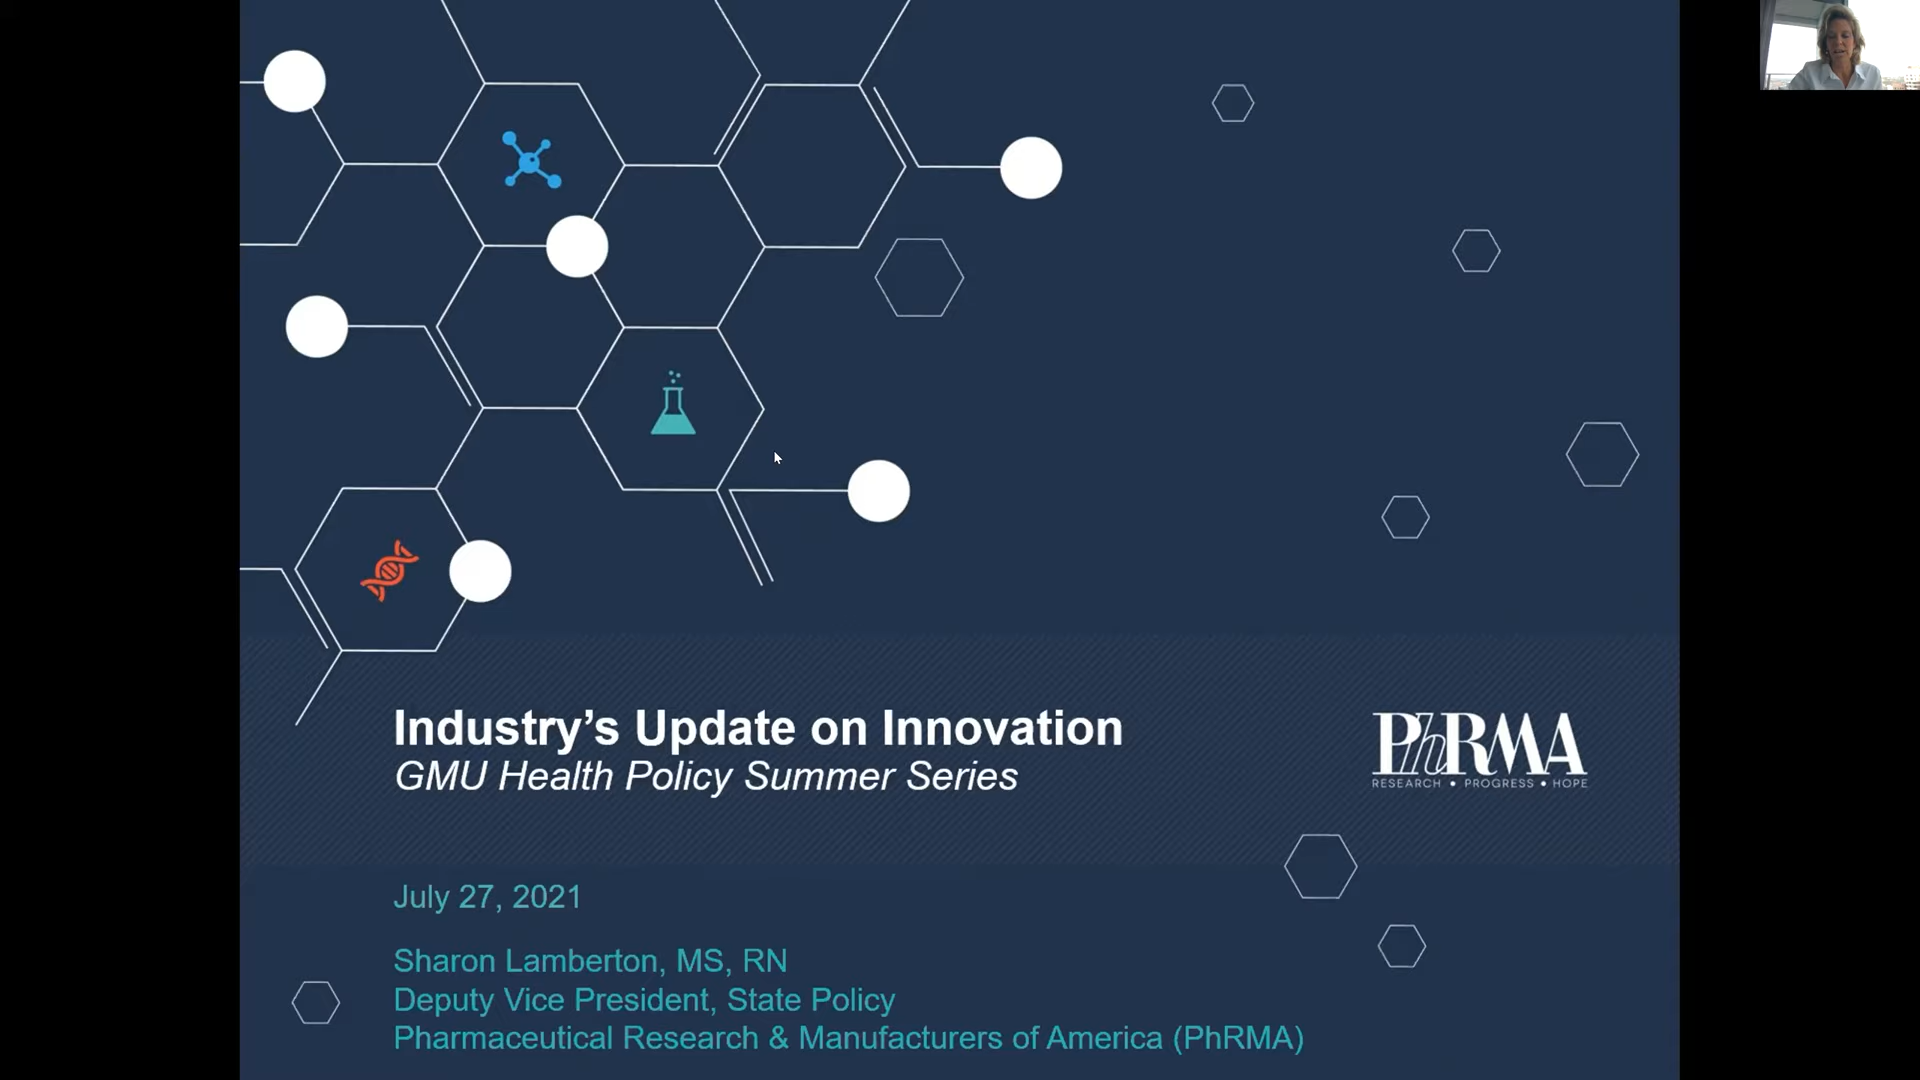 Industry’s Update on Innovation
GMU Health Policy Summer Series
PhRMA
RESEARCH • PROGRESS • HOPE
July 27, 2021
Sharon Lamberton, MS, RN
Deputy Vice President, State Policy
Pharmaceutical Research & Manufacturers of America (PhRMA)